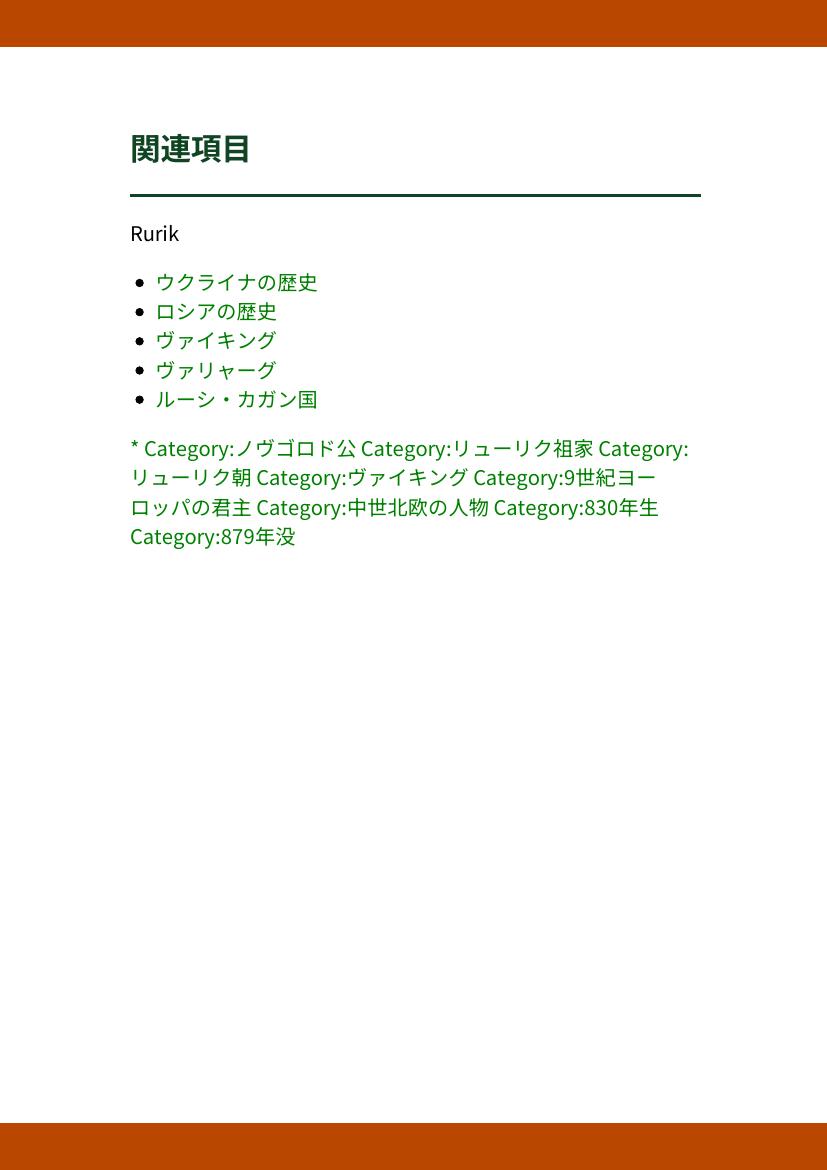 関連項目
Rurik
• ウクライナの歴史
• ロシアの歴史
• ヴァイキング
• ヴァリャーグ
• ルーシ・カガン国
* Category:ノヴゴロド公 Category:リューリク祖家 Category:
リューリク朝 Category:ヴァイキング Category:9世紀ヨー
ロッパの君主 Category:中世北欧の人物 Category:830年生
Category:879年没